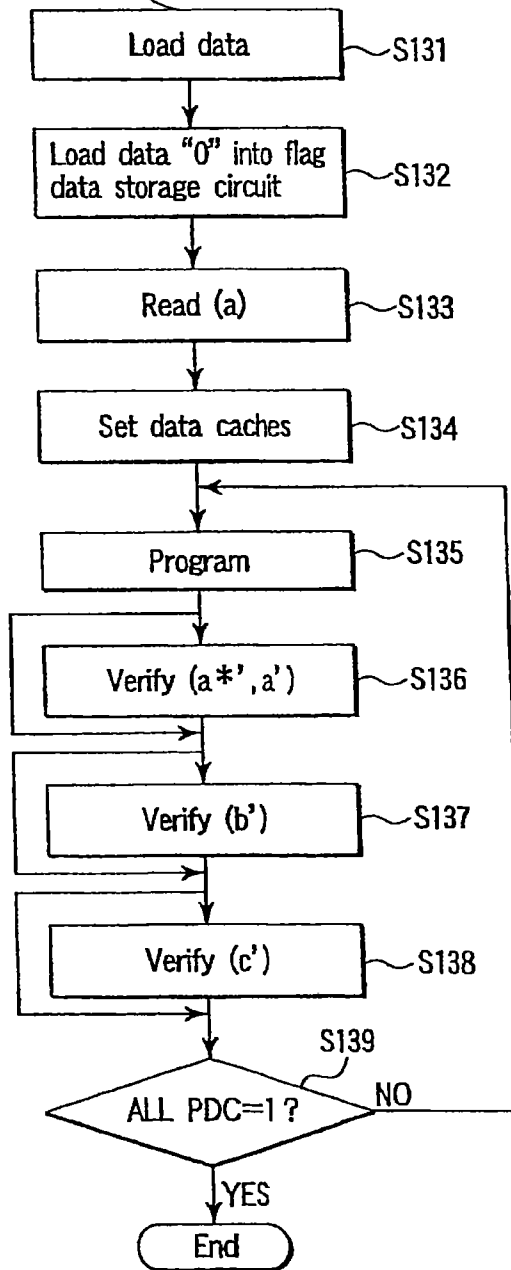 Load data
S131
Load data "0" into flag
data storage circuit
S132
Read (a)
S133
Set data caches
S134
Program
S135
Verify (a*', a')
S136
Verify (b')
S137
Verify (c')
S138
S139
ALL PDC=1?
NO
YES
End